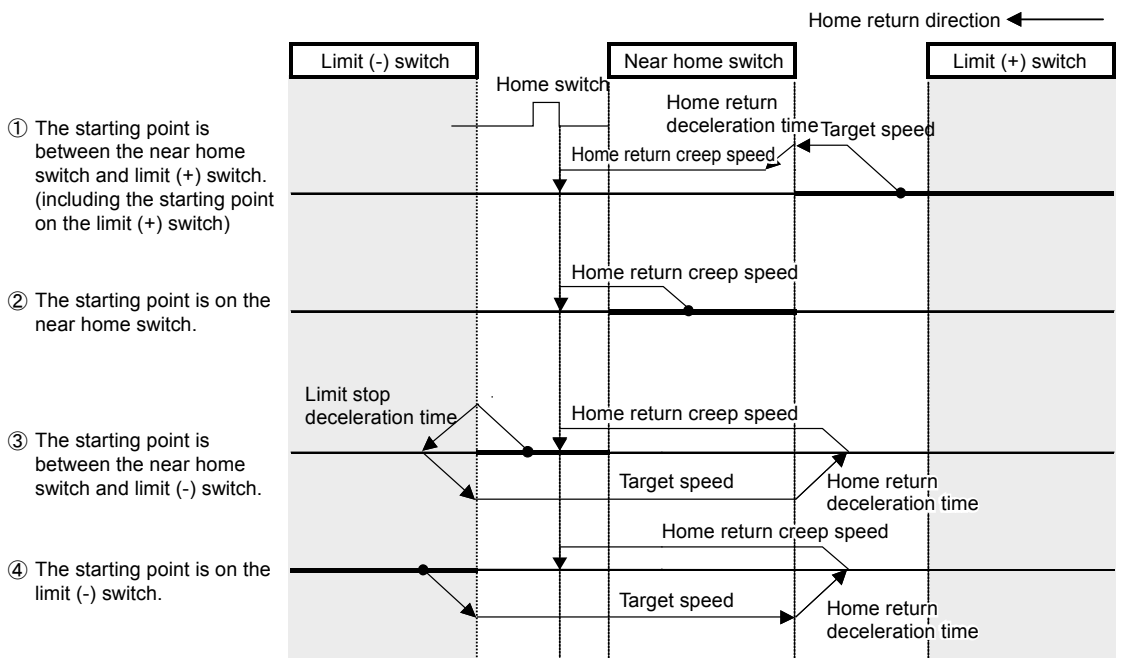 Home return direction
Limit (-) switch
Near home switch
Limit (+) switch
Home switch
Home return
deceleration time
Target speed
Home return creep speed
① The starting point is
between the near home
switch and limit (+) switch.
(including the starting point
on the limit (+) switch)
Home return creep speed
② The starting point is on the
near home switch.
Limit stop
deceleration time
Home return creep speed
③ The starting point is
between the near home
switch and limit (-) switch.
Target speed
Home return
deceleration time
Home return creep speed
④ The starting point is on the
limit (-) switch.
Target speed
Home return
deceleration time